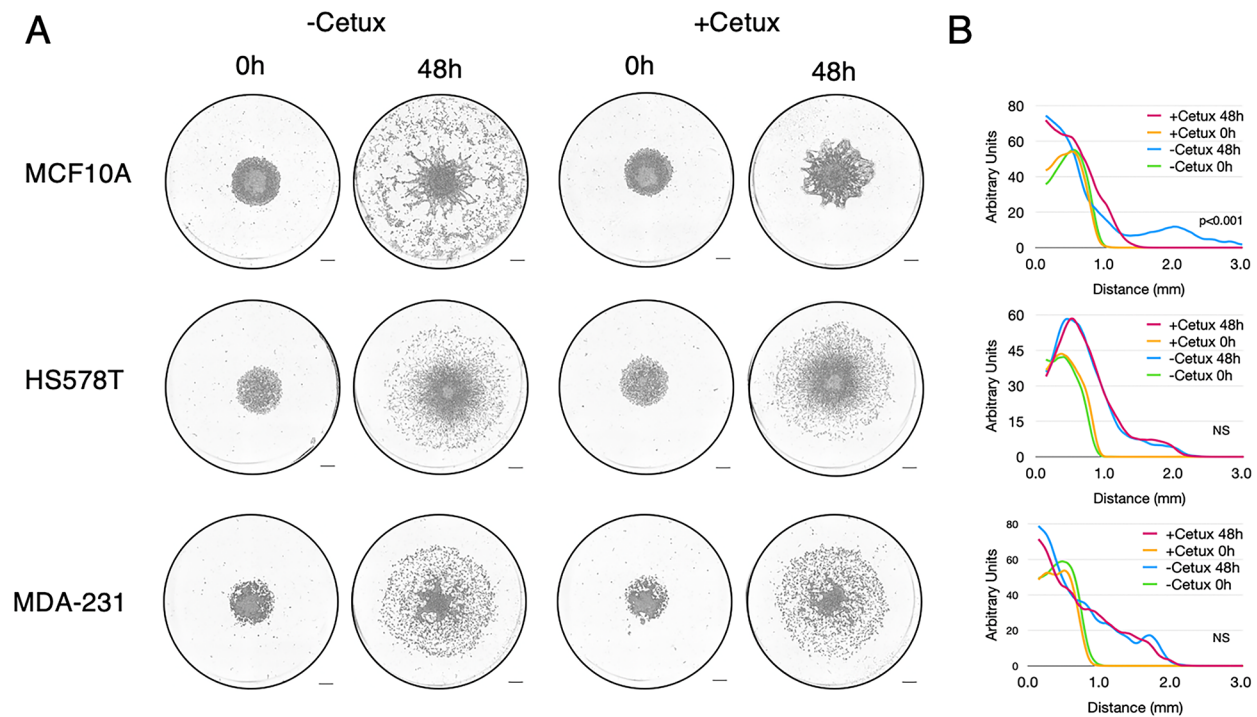 A
-Cetux
+Cetux
0h
48h
0h
48h
MCF10A
HS578T
MDA-231
B
80
60
40
20
0
Arbitrary Units
+Cetux 48h
+Cetux 0h
-Cetux 48h
-Cetux 0h
p<0.001
0.0
1.0
2.0
3.0
Distance (mm)
60
45
30
15
0
Arbitrary Units
+Cetux 48h
+Cetux 0h
-Cetux 48h
-Cetux 0h
NS
0.0
1.0
2.0
3.0
Distance (mm)
80
60
40
20
0
Arbitrary Units
+Cetux 48h
+Cetux 0h
-Cetux 48h
-Cetux 0h
NS
0.0
1.0
2.0
3.0
Distance (mm)